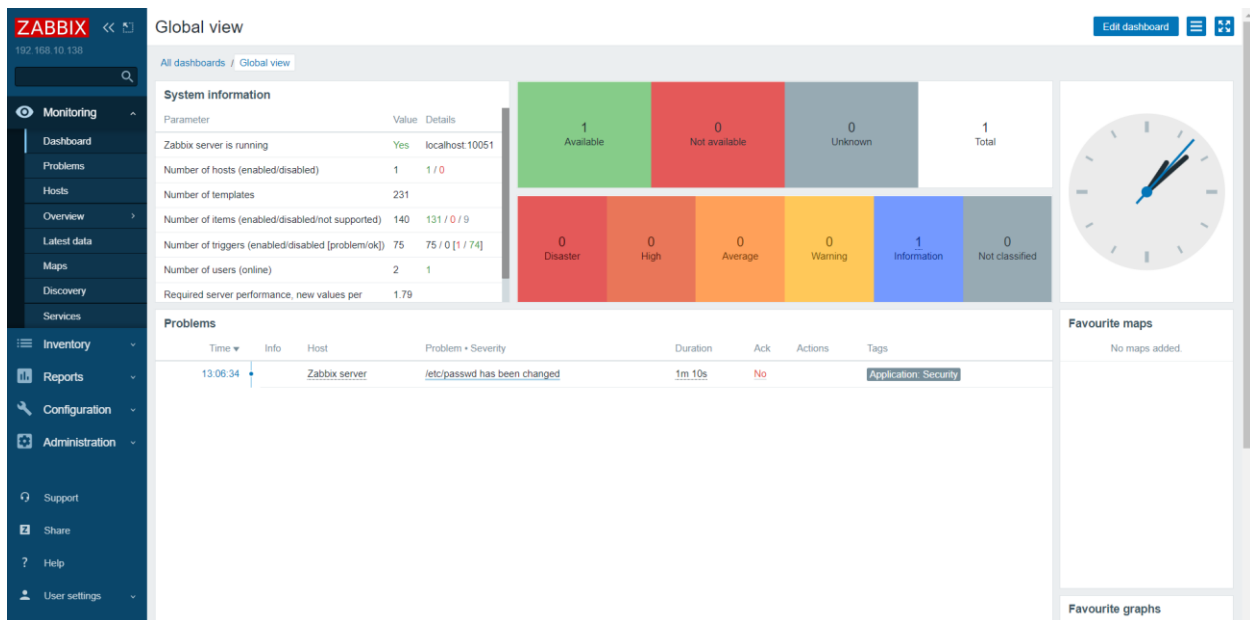 ZABBIX
192.168.10.138
Monitoring
Dashboard
Problems
Hosts
Overview
Latest data
Maps
Discovery
Services
Inventory
Reports
Configuration
Administration
Support
Z Share
? Help
User settings
Global view
Edit dashboard
All dashboards / Global view
System information
Parameter Value Details
Zabbix server is running Yes localhost:10051
Number of hosts (enabled/disabled) 1 1 / 0
Number of templates 231
Number of items (enabled/disabled/not supported) 140 131 / 0 / 9
Number of triggers (enabled/disabled [problem/ok]) 75 75 / 0 [1 / 74]
Number of users (online) 2 1
Required server performance, new values per 1.79
1 0 0 1
Available Not available Unknown Total
0 0 0 0 1 0
Disaster High Average Warning Information Not classified
Problems
Time Info Host Problem • Severity Duration Ack Actions Tags
13:06:34 Zabbix server /etc/passwd has been changed 1m 10s No Application: Security
Favourite maps
No maps added.
Favourite graphs